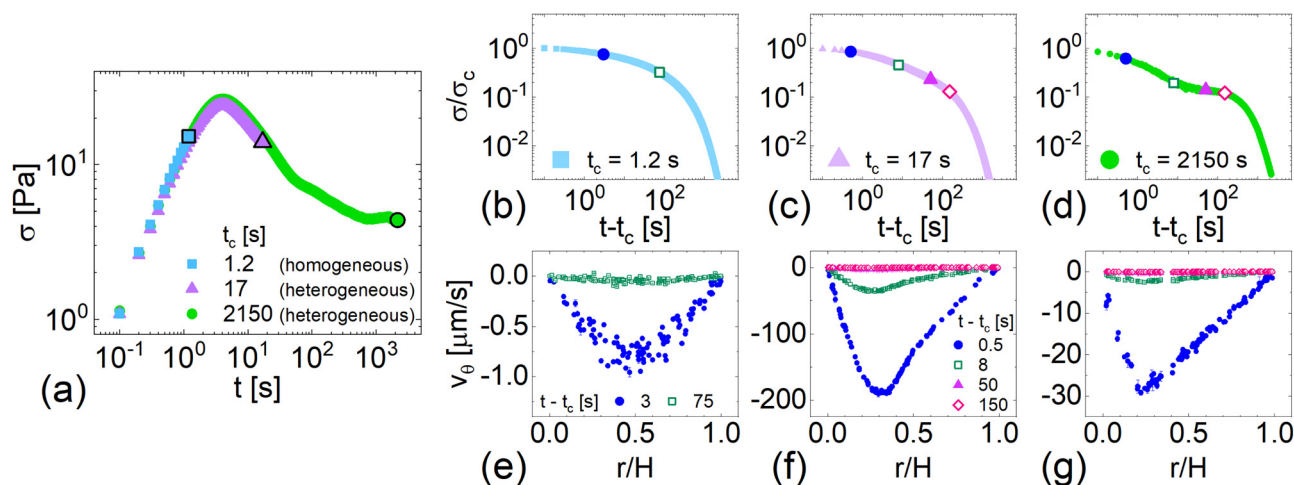 σ [Pa]
10¹
10⁰
t_c [s]
1.2 (homogeneous)
17 (heterogeneous)
2150 (heterogeneous)
10⁻¹ 10⁰ 10¹ 10² 10³
t [s]
(a)
σ/σ_c
10⁰
10⁻¹
10⁻²
t_c = 1.2 s
10⁰ 10²
t-t_c [s]
(b)
10⁰
10⁻¹
10⁻²
t_c = 17 s
10⁰ 10²
t-t_c [s]
(c)
10⁰
10⁻¹
10⁻²
t_c = 2150 s
10⁰ 10²
t-t_c [s]
(d)
v_θ [μm/s]
0.0
-0.5
-1.0
t - t_c [s] 3 75
0.0 0.5 1.0
r/H
(e)
0
-100
-200
t - t_c [s]
0.5
8
50
150
0.0 0.5 1.0
r/H
(f)
0
-10
-20
-30
0.0 0.5 1.0
r/H
(g)